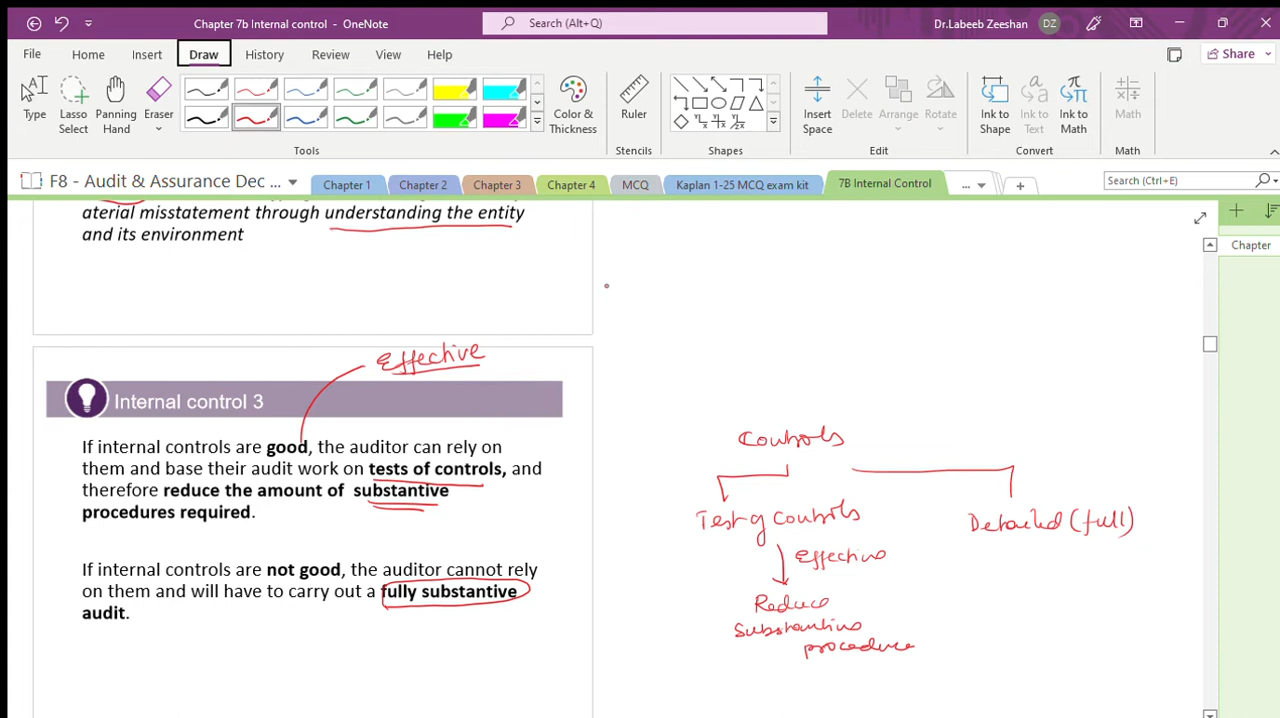 Chapter 7b Internal control - OneNote
Search (Alt+Q)
Dr.Labeeb Zeeshan
DZ
File Home Insert Draw History Review View Help
Share
Type
Lasso Select
Panning Hand
Eraser
Color & Thickness
Ruler
Insert Space
Delete
Arrange
Rotate
Ink to Shape
Ink to Text
Ink to Math
Math
Tools Stencils Shapes Edit Convert Math
F8 - Audit & Assurance Dec ...
Chapter 1 Chapter 2 Chapter 3 Chapter 4 MCQ Kaplan 1-25 MCQ exam kit 7B Internal Control ...
Search (Ctrl+E)
Chapter
aterial misstatement through understanding the entity
and its environment
Effective
Internal control 3
If internal controls are good, the auditor can rely on
them and base their audit work on tests of controls, and
therefore reduce the amount of substantive
procedures required.
If internal controls are not good, the auditor cannot rely
on them and will have to carry out a fully substantive
audit.
Controls
Test of Controls
Detailed (full)
Effective
Reduce
Substantive
procedure